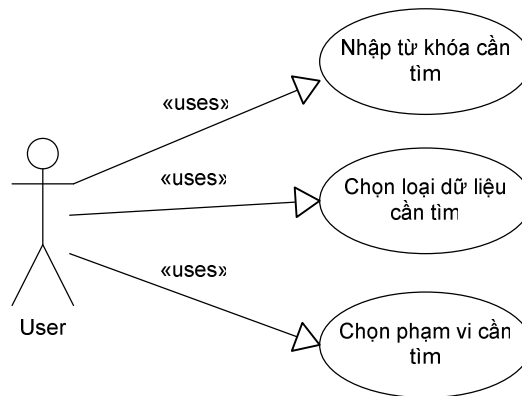 Nhập từ khóa cần
tìm
«uses»
«uses»
Chọn loại dữ liệu
cần tìm
«uses»
User
Chọn phạm vi cần
tìm